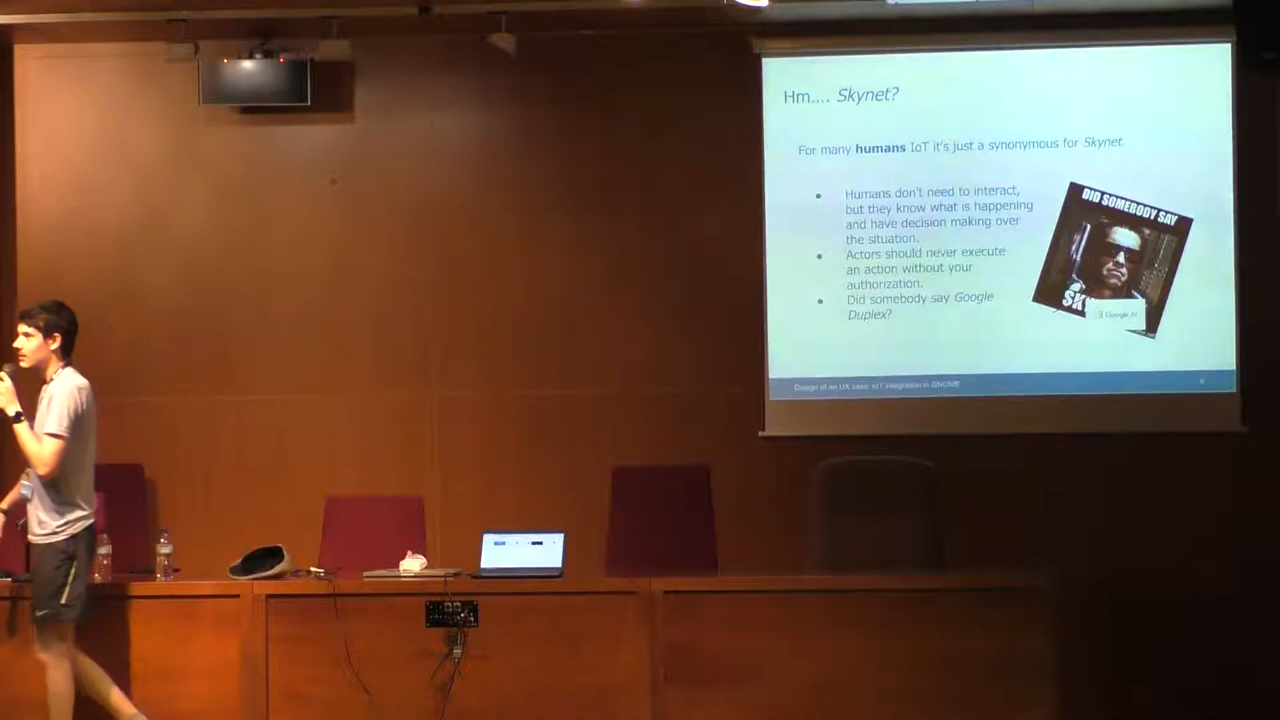 Hm.... Skynet?
For many humans IoT it's just a synonymous for Skynet.
Humans don't need to interact,
but they know what is happening
and have decision making over
the situation.
Actors should never execute
an action without your
authorization.
Did somebody say Google
Duplex?
DID SOMEBODY SAY
SK
Google AI
Design of an UX case: IoT integration in GNOME